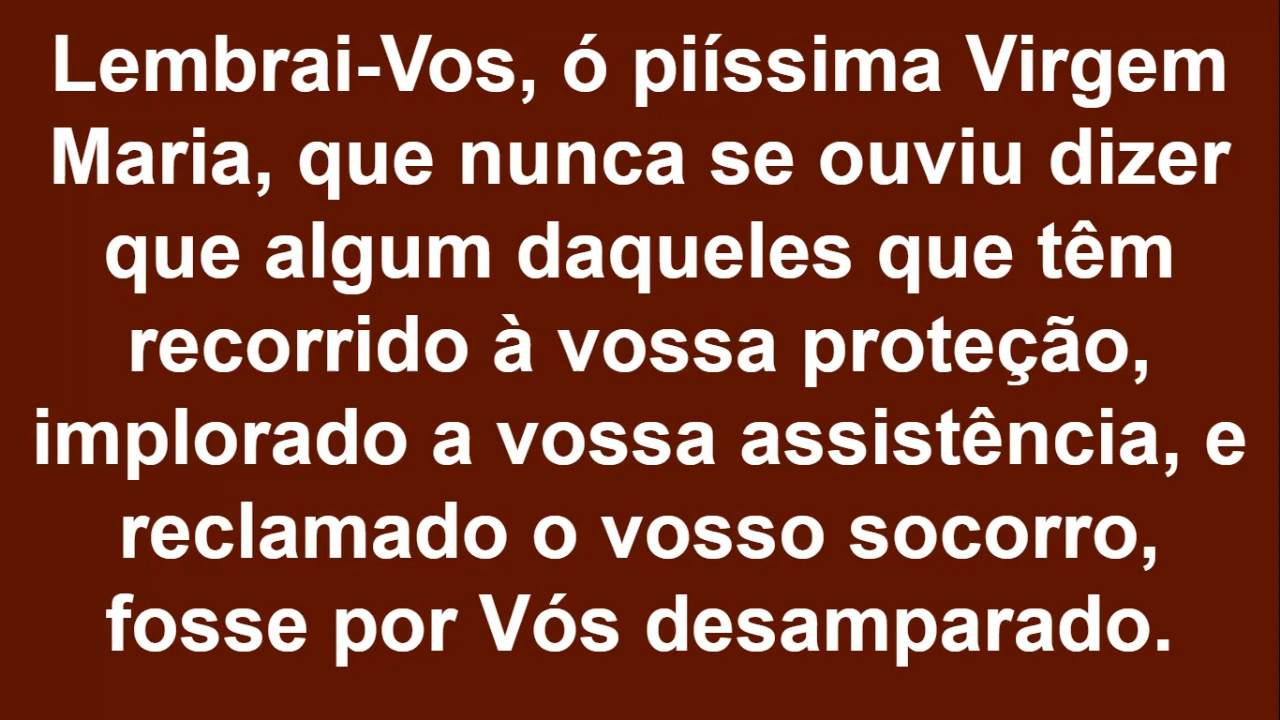 Lembrai-Vos, ó piíssima Virgem
Maria, que nunca se ouviu dizer
que algum daqueles que têm
recorrido à vossa proteção,
implorado a vossa assistência, e
reclamado o vosso socorro,
fosse por Vós desamparado.